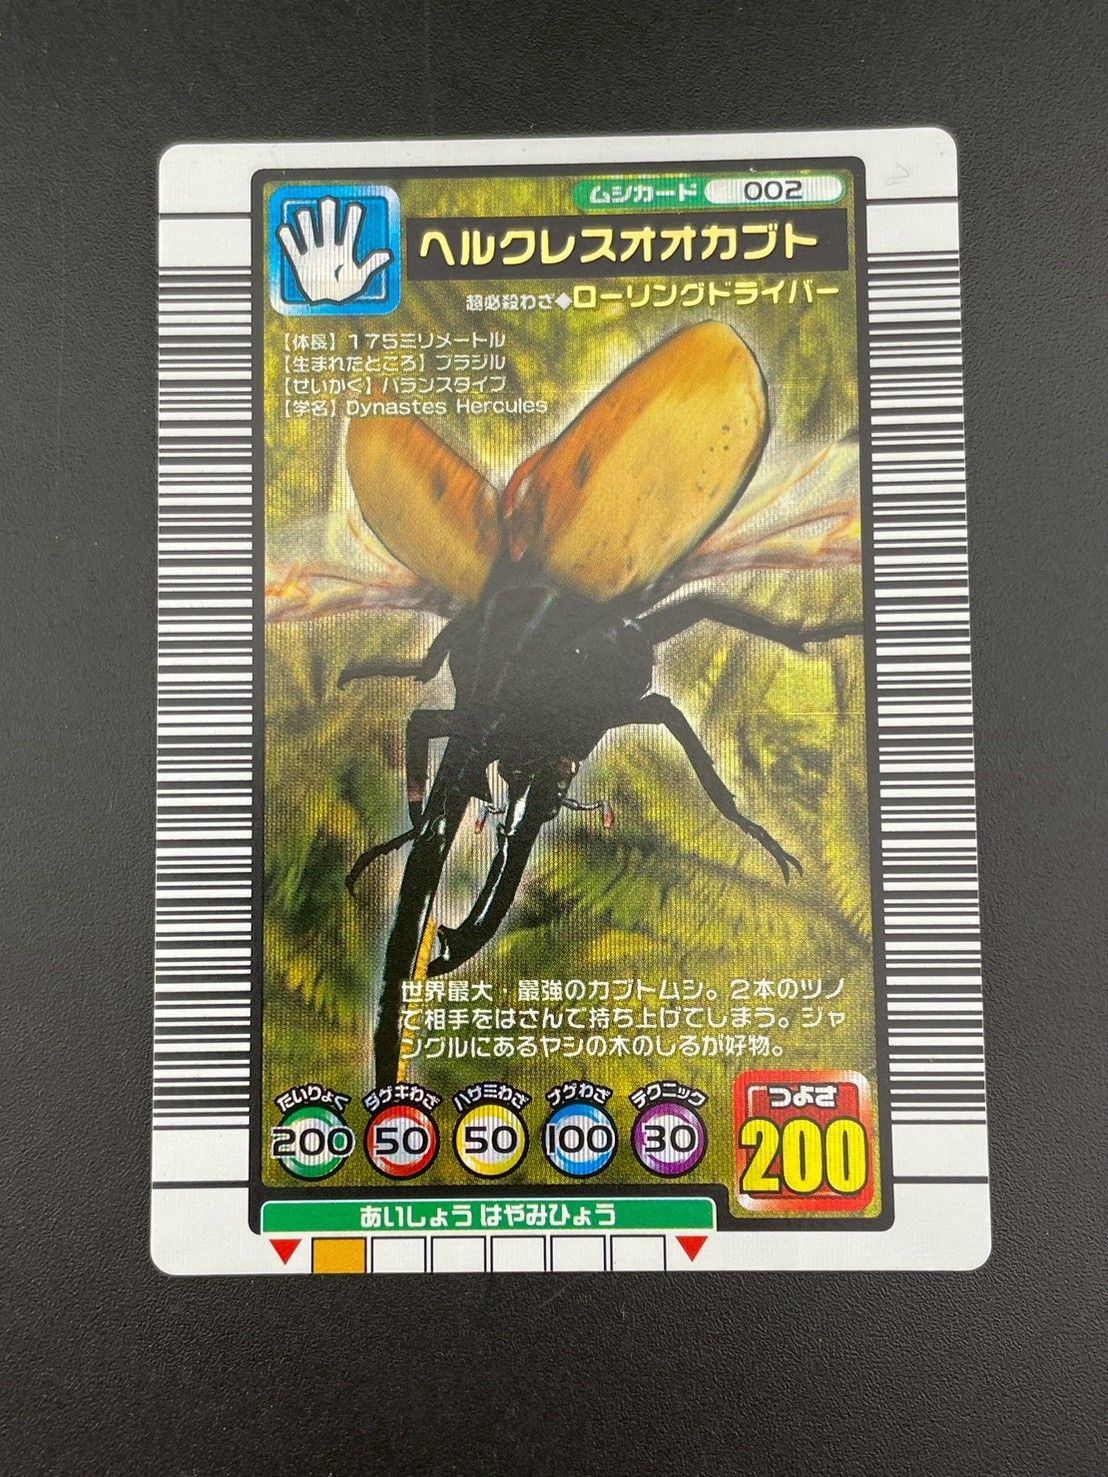 ムシカード 002
ヘルクレスオオカブト
超必殺わざ◆ローリングドライバー
【体長】175ミリメートル
【生まれたところ】ブラジル
【せいかく】バランスタイプ
【学名】Dynastes Hercules
世界最大・最強のカブトムシ。2本のツノ
で相手をはさんで持ち上げてしまう。ジャ
ングルにあるヤシの木のしるが好物。
たいりょく ダゲキわざ ハサミわざ ナゲわざ テクニック つよさ
200 50 50 100 30 200
あいしょう はやみひょう